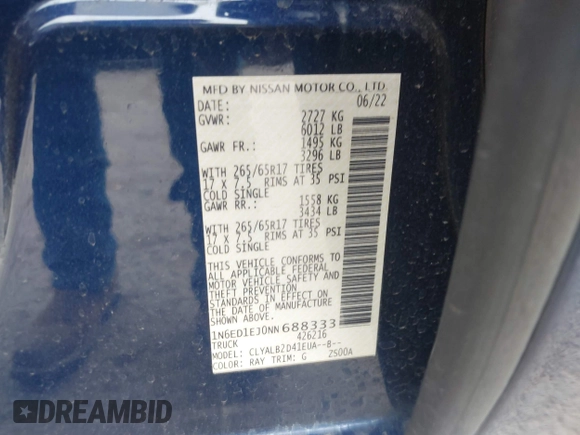 MFD BY NISSAN MOTOR CO., LTD.
DATE: 06/22
GVWR: 2727 KG
6012 LB
GAWR FR.: 1495 KG
3296 LB
WITH 265/65R17 TIRES
17 X 7.5 RIMS AT 35 PSI
COLD SINGLE
GAWR RR.: 1558 KG
3434 LB
WITH 265/65R17 TIRES
17 X 7.5 RIMS AT 35 PSI
COLD SINGLE
THIS VEHICLE CONFORMS TO
ALL APPLICABLE FEDERAL
MOTOR VEHICLE SAFETY AND
THEFT PREVENTION
STANDARDS IN EFFECT ON
THE DATE OF MANUFACTURE
SHOWN ABOVE.
1N6ED1EJ0NN688333
TRUCK 426216
MODEL: CLYALBZD41EUA--B--
COLOR: RAY TRIM: G 2S00A
DREAMBID